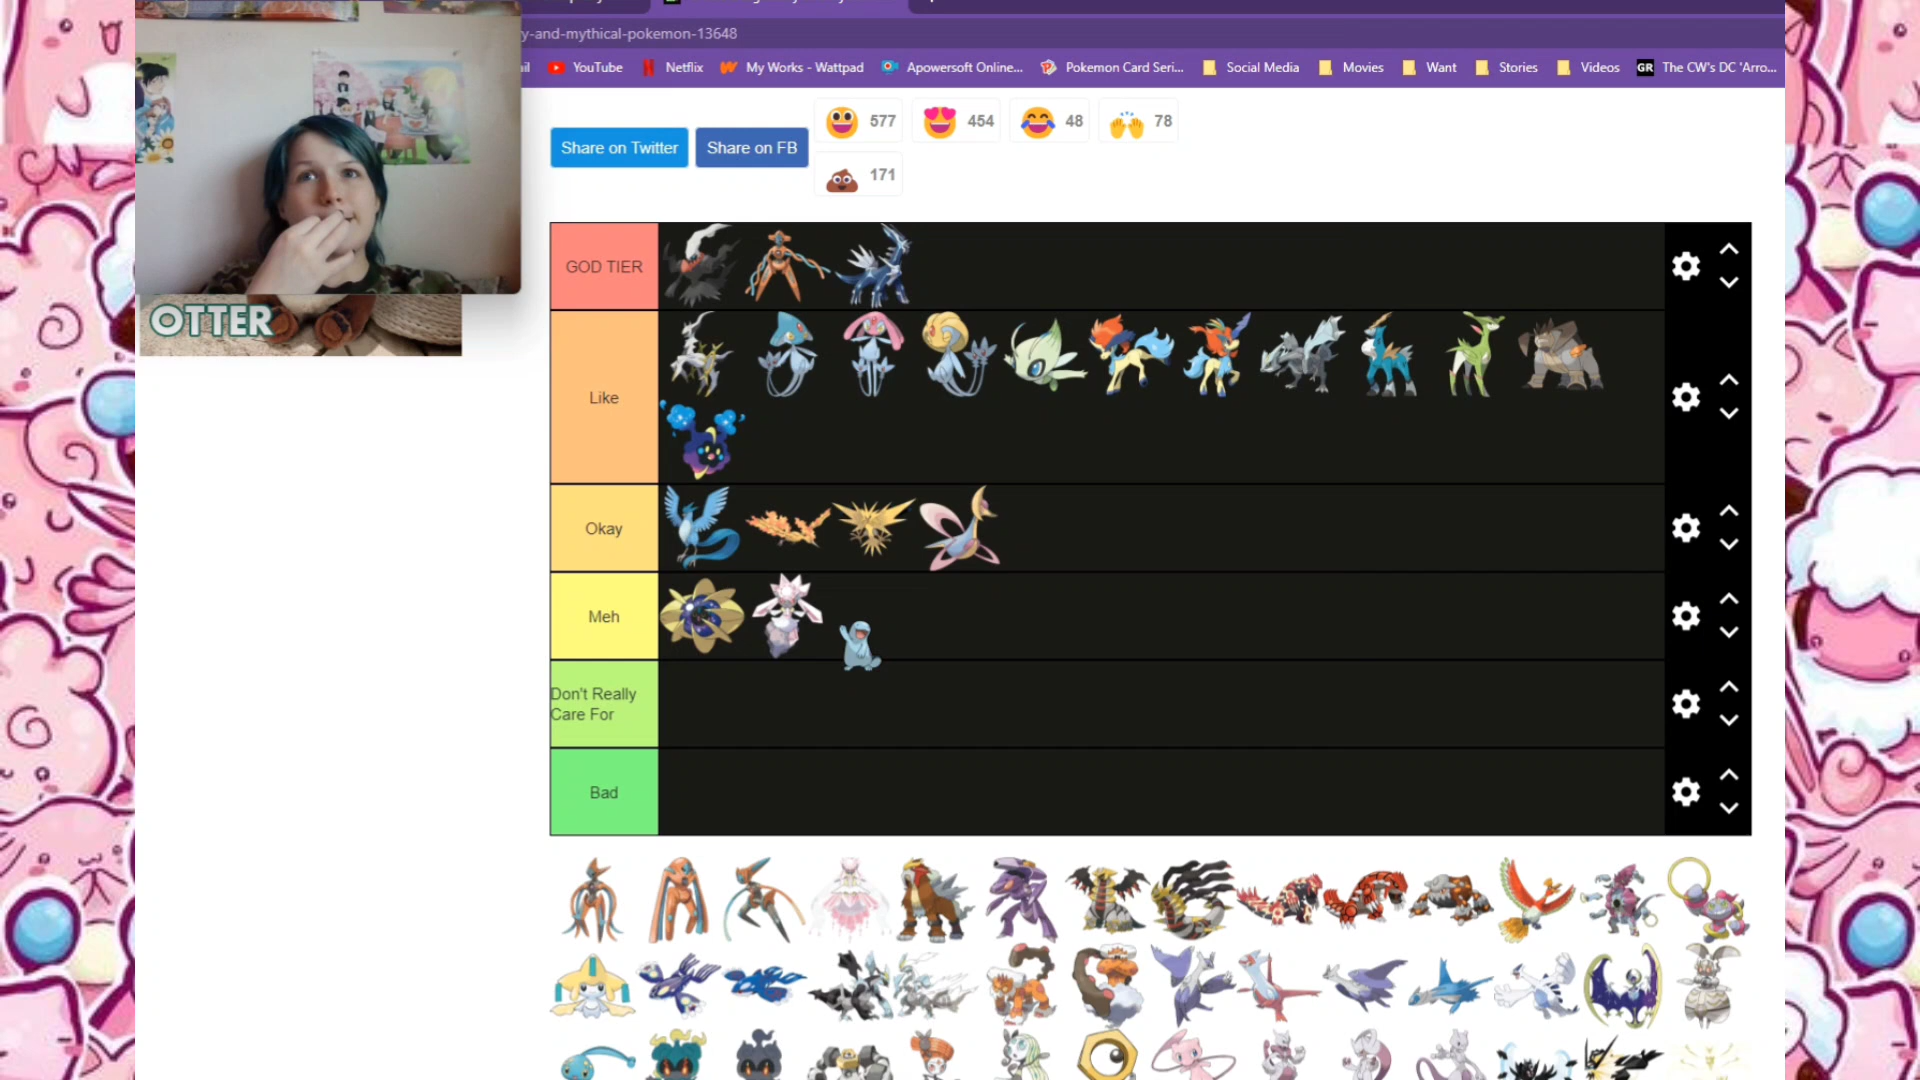 y-and-mythical-pokemon-13648
il YouTube Netflix My Works - Wattpad Apowersoft Online... Pokemon Card Seri... Social Media Movies Want Stories Videos GR The CW's DC 'Arro...
577 454 48 78
Share on Twitter Share on FB
171
GOD TIER
OTTER
Like
Okay
Meh
Don't Really
Care For
Bad